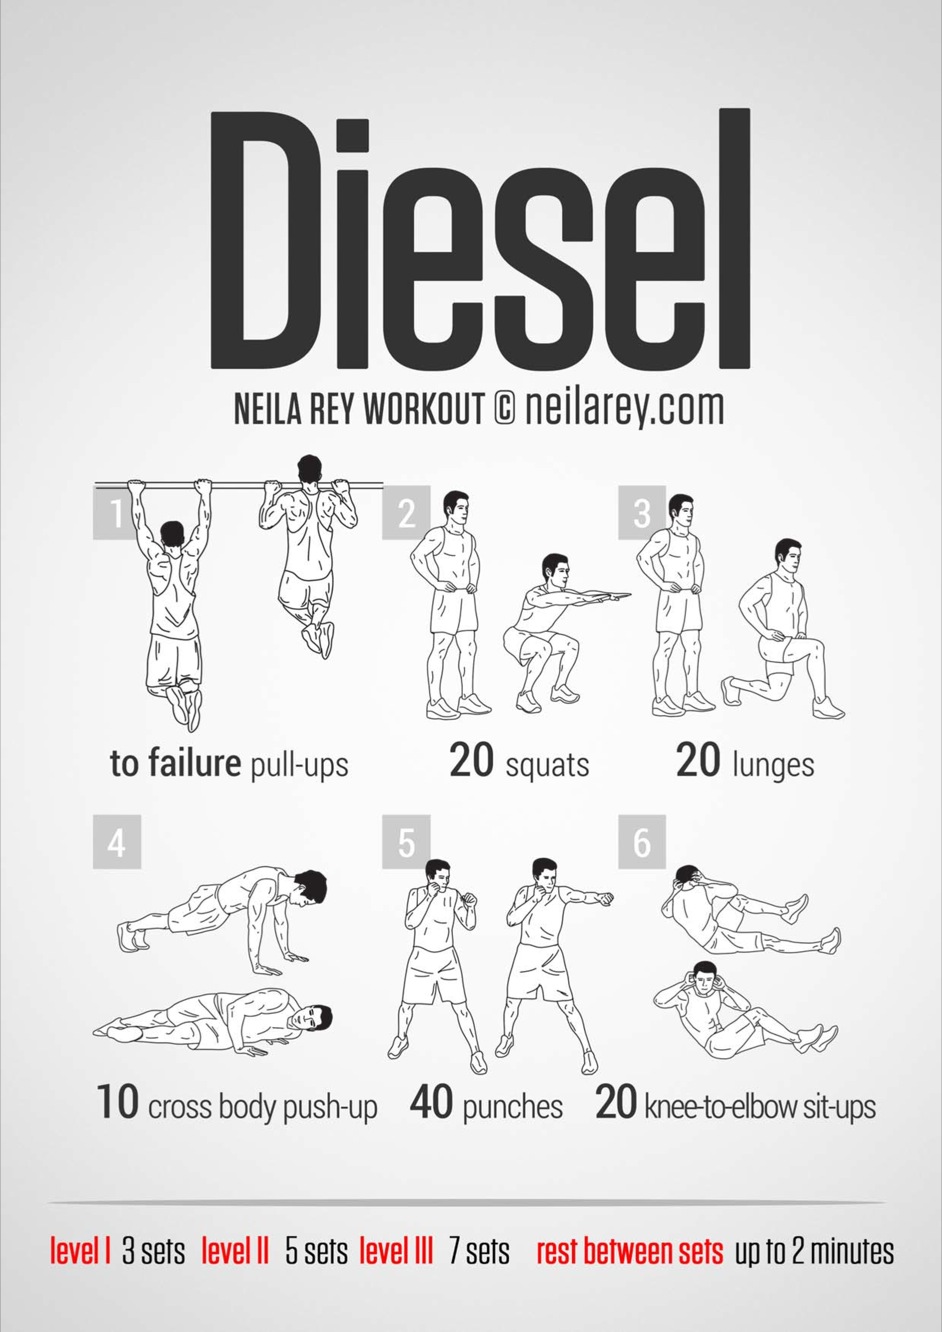 Diesel
NEILA REY WORKOUT © neilarey.com
1
2
3
to failure pull-ups
20 squats
20 lunges
4
5
6
10 cross body push-up
40 punches
20 knee-to-elbow sit-ups
level I 3 sets level II 5 sets level III 7 sets rest between sets up to 2 minutes